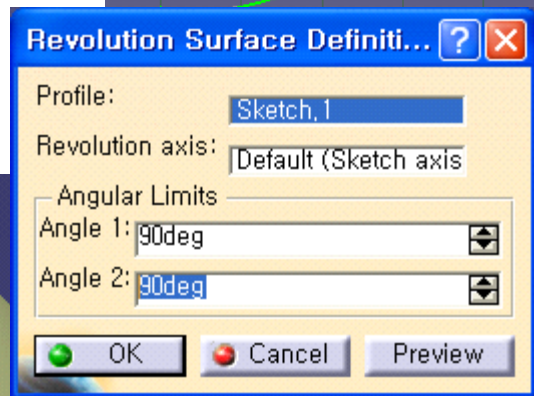 Revolution Surface Definiti...
Profile: Sketch,1
Revolution axis: Default (Sketch axis
Angular Limits
Angle 1: 90deg
Angle 2: 90deg
OK Cancel Preview